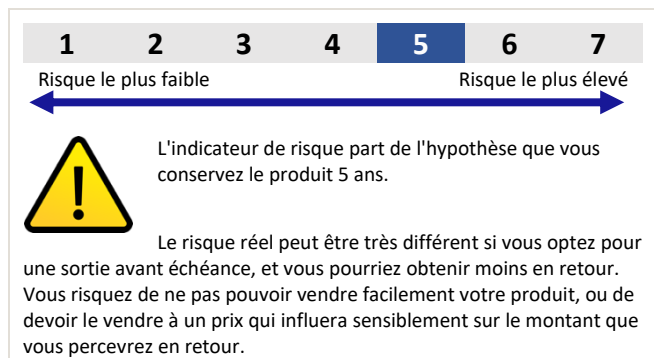 1 2 3 4 5 6 7
Risque le plus faible Risque le plus élevé
L'indicateur de risque part de l'hypothèse que vous
conservez le produit 5 ans.
Le risque réel peut être très différent si vous optez pour
une sortie avant échéance, et vous pourriez obtenir moins en retour.
Vous risquez de ne pas pouvoir vendre facilement votre produit, ou de
devoir le vendre à un prix qui influera sensiblement sur le montant que
vous percevrez en retour.